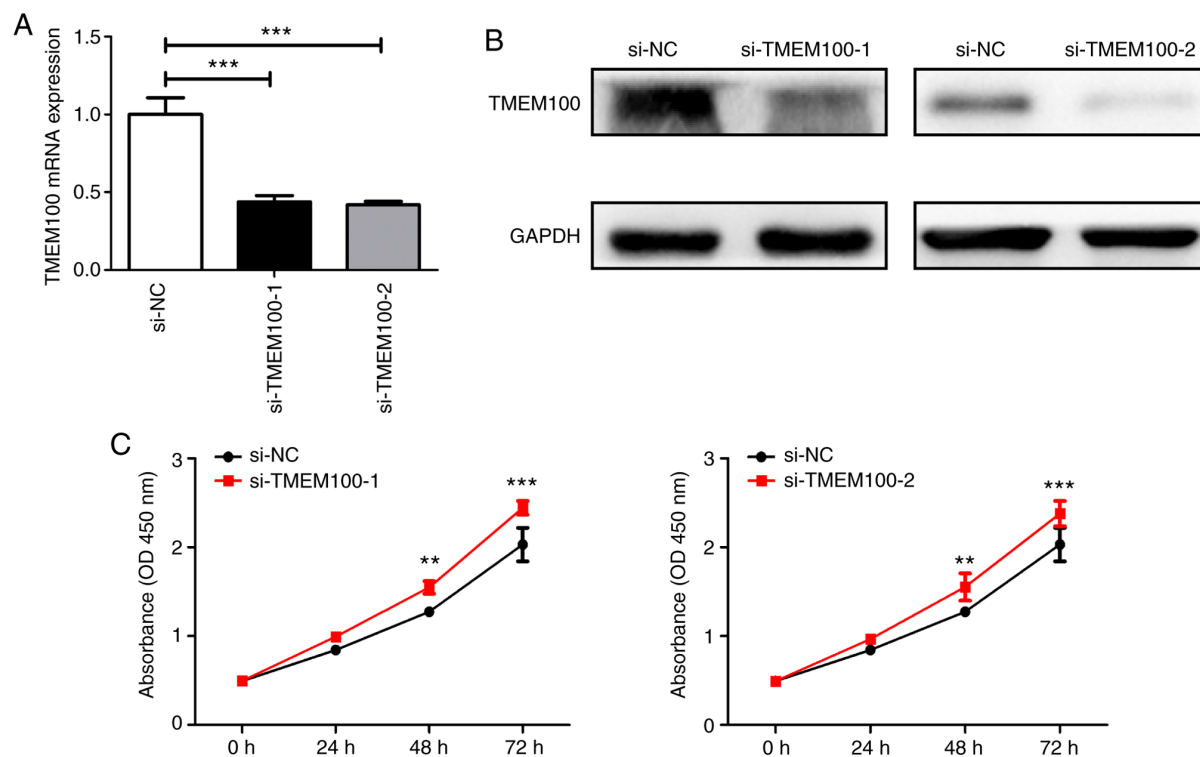 A
TMEM100 mRNA expression
1.5
1.0
0.5
0.0
***
***
si-NC
si-TMEM100-1
si-TMEM100-2
B
si-NC si-TMEM100-1 si-NC si-TMEM100-2
TMEM100
GAPDH
C
si-NC
si-TMEM100-1
Absorbance (OD 450 nm)
3
2
1
0
**
***
0 h 24 h 48 h 72 h
si-NC
si-TMEM100-2
Absorbance (OD 450 nm)
3
2
1
0
**
***
0 h 24 h 48 h 72 h